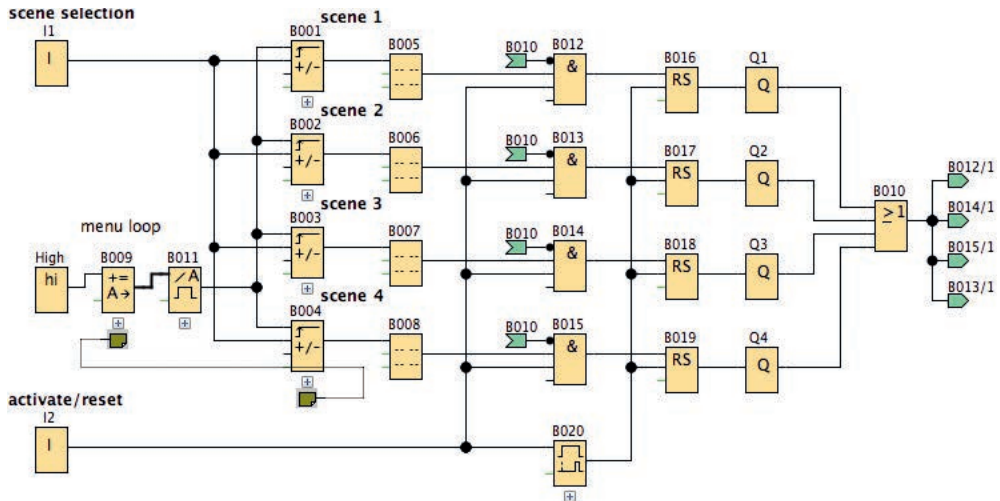 scene selection
I1
I
scene 1
B001
+/-
B005
B010
B012
&
B016
RS
Q1
Q
scene 2
B002
+/-
B006
B010
B013
&
B017
RS
Q2
Q
scene 3
B003
+/-
B007
B010
B014
&
B018
RS
Q3
Q
B010
≥1
B012/1
B014/1
B015/1
B013/1
menu loop
High
hi
B009
+=
A→
B011
/A
scene 4
B004
+/-
B008
B010
B015
&
B019
RS
Q4
Q
activate/reset
I2
I
B020